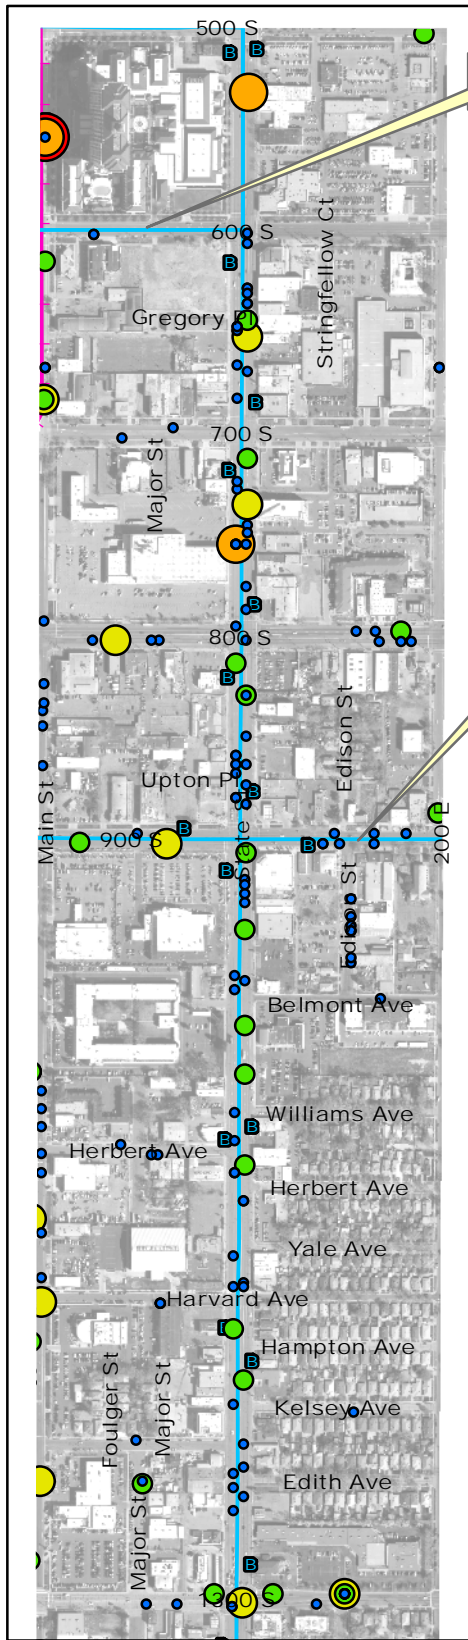 500 S
B
B
Stringfellow Ct
600 S
B
Gregory Pl
B
700 S
Major St
B
B
800 S
B
Edison St
Upton Pl
B
Main St
B
900 S
State
B
200 E
B
Edison St
Belmont Ave
Williams Ave
B
B
Herbert Ave
Herbert Ave
Yale Ave
Harvard Ave
B
Hampton Ave
B
Foulger St
Major St
Kelsey Ave
Edith Ave
Major St
B
1300 S